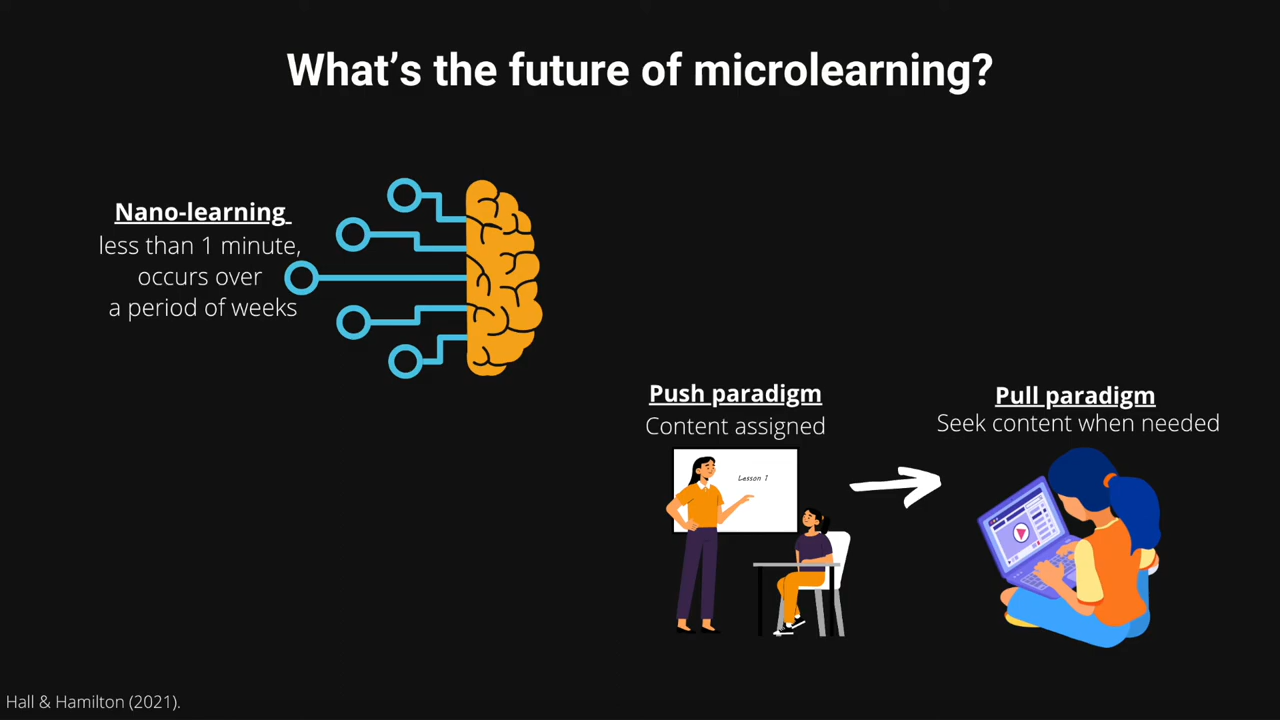 What's the future of microlearning?
Nano-learning
less than 1 minute,
occurs over
a period of weeks
Push paradigm
Content assigned
Lesson 1
Pull paradigm
Seek content when needed
Hall & Hamilton (2021).